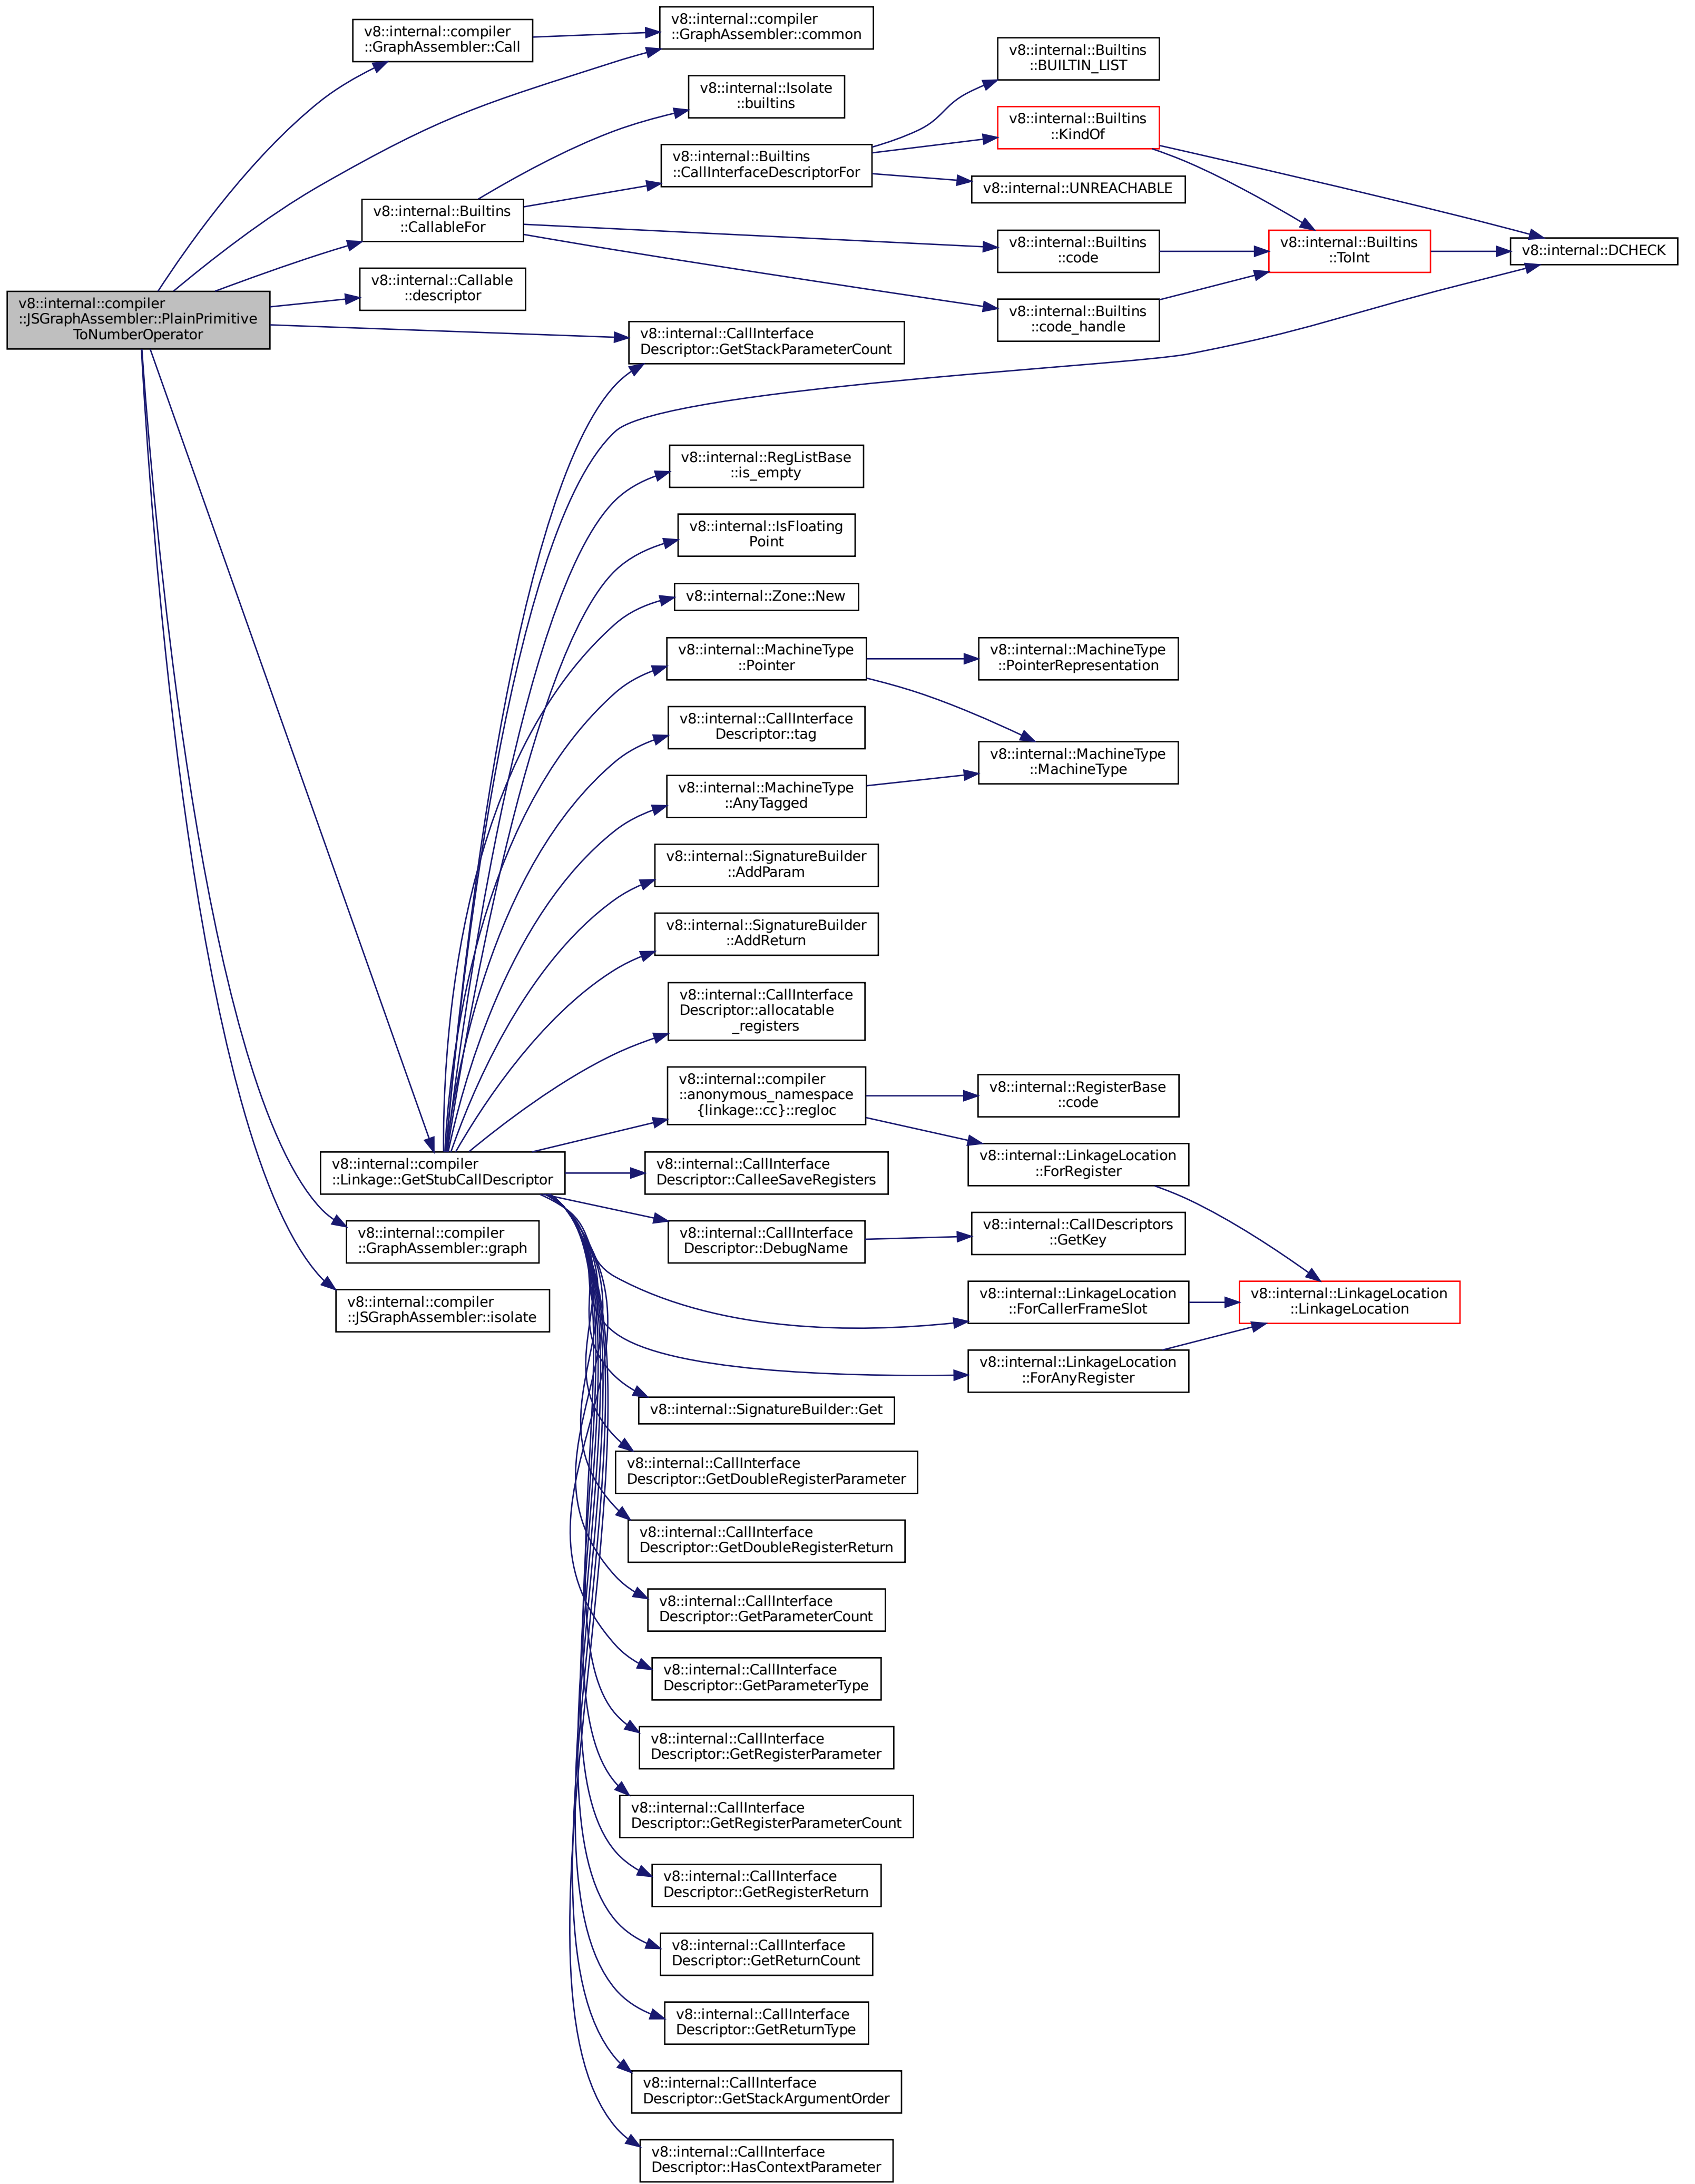 v8::internal::compiler
::GraphAssembler::Call
v8::internal::compiler
::GraphAssembler::common
v8::internal::Isolate
::builtins
v8::internal::Builtins
::BUILTIN_LIST
v8::internal::Builtins
::KindOf
v8::internal::Builtins
::CallInterfaceDescriptorFor
v8::internal::UNREACHABLE
v8::internal::Builtins
::CallableFor
v8::internal::Builtins
::code
v8::internal::Builtins
::ToInt
v8::internal::DCHECK
v8::internal::Callable
::descriptor
v8::internal::compiler
::JSGraphAssembler::PlainPrimitive
ToNumberOperator
v8::internal::Builtins
::code_handle
v8::internal::CallInterface
Descriptor::GetStackParameterCount
v8::internal::RegListBase
::is_empty
v8::internal::IsFloating
Point
v8::internal::Zone::New
v8::internal::MachineType
::Pointer
v8::internal::MachineType
::PointerRepresentation
v8::internal::CallInterface
Descriptor::tag
v8::internal::MachineType
::MachineType
v8::internal::MachineType
::AnyTagged
v8::internal::SignatureBuilder
::AddParam
v8::internal::SignatureBuilder
::AddReturn
v8::internal::CallInterface
Descriptor::allocatable
_registers
v8::internal::compiler
::anonymous_namespace
{linkage::cc}::regloc
v8::internal::RegisterBase
::code
v8::internal::compiler
::Linkage::GetStubCallDescriptor
v8::internal::CallInterface
Descriptor::CalleeSaveRegisters
v8::internal::LinkageLocation
::ForRegister
v8::internal::compiler
::GraphAssembler::graph
v8::internal::CallInterface
Descriptor::DebugName
v8::internal::CallDescriptors
::GetKey
v8::internal::compiler
::JSGraphAssembler::isolate
v8::internal::LinkageLocation
::ForCallerFrameSlot
v8::internal::LinkageLocation
::LinkageLocation
v8::internal::LinkageLocation
::ForAnyRegister
v8::internal::SignatureBuilder::Get
v8::internal::CallInterface
Descriptor::GetDoubleRegisterParameter
v8::internal::CallInterface
Descriptor::GetDoubleRegisterReturn
v8::internal::CallInterface
Descriptor::GetParameterCount
v8::internal::CallInterface
Descriptor::GetParameterType
v8::internal::CallInterface
Descriptor::GetRegisterParameter
v8::internal::CallInterface
Descriptor::GetRegisterParameterCount
v8::internal::CallInterface
Descriptor::GetRegisterReturn
v8::internal::CallInterface
Descriptor::GetReturnCount
v8::internal::CallInterface
Descriptor::GetReturnType
v8::internal::CallInterface
Descriptor::GetStackArgumentOrder
v8::internal::CallInterface
Descriptor::HasContextParameter